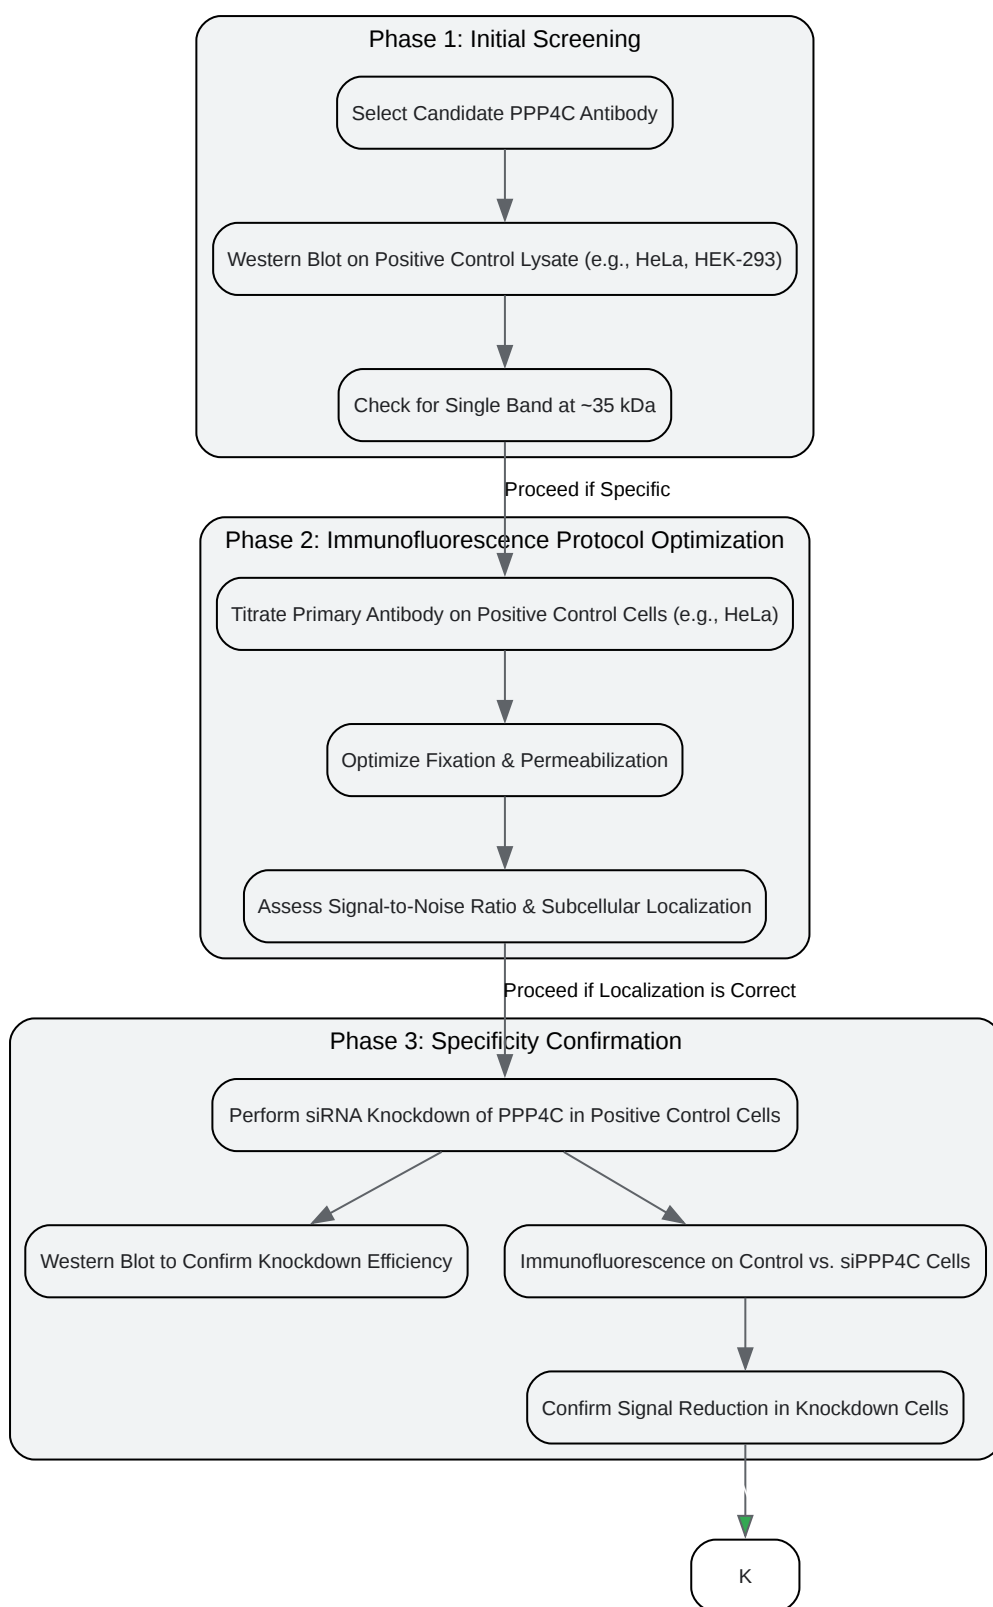 Phase 1: Initial Screening
Select Candidate PPP4C Antibody
Western Blot on Positive Control Lysate (e.g., HeLa, HEK-293)
Check for Single Band at ~35 kDa
Proceed if Specific
Phase 2: Immunofluorescence Protocol Optimization
Titrate Primary Antibody on Positive Control Cells (e.g., HeLa)
Optimize Fixation & Permeabilization
Assess Signal-to-Noise Ratio & Subcellular Localization
Proceed if Localization is Correct
Phase 3: Specificity Confirmation
Perform siRNA Knockdown of PPP4C in Positive Control Cells
Western Blot to Confirm Knockdown Efficiency
Immunofluorescence on Control vs. siPPP4C Cells
Confirm Signal Reduction in Knockdown Cells
K